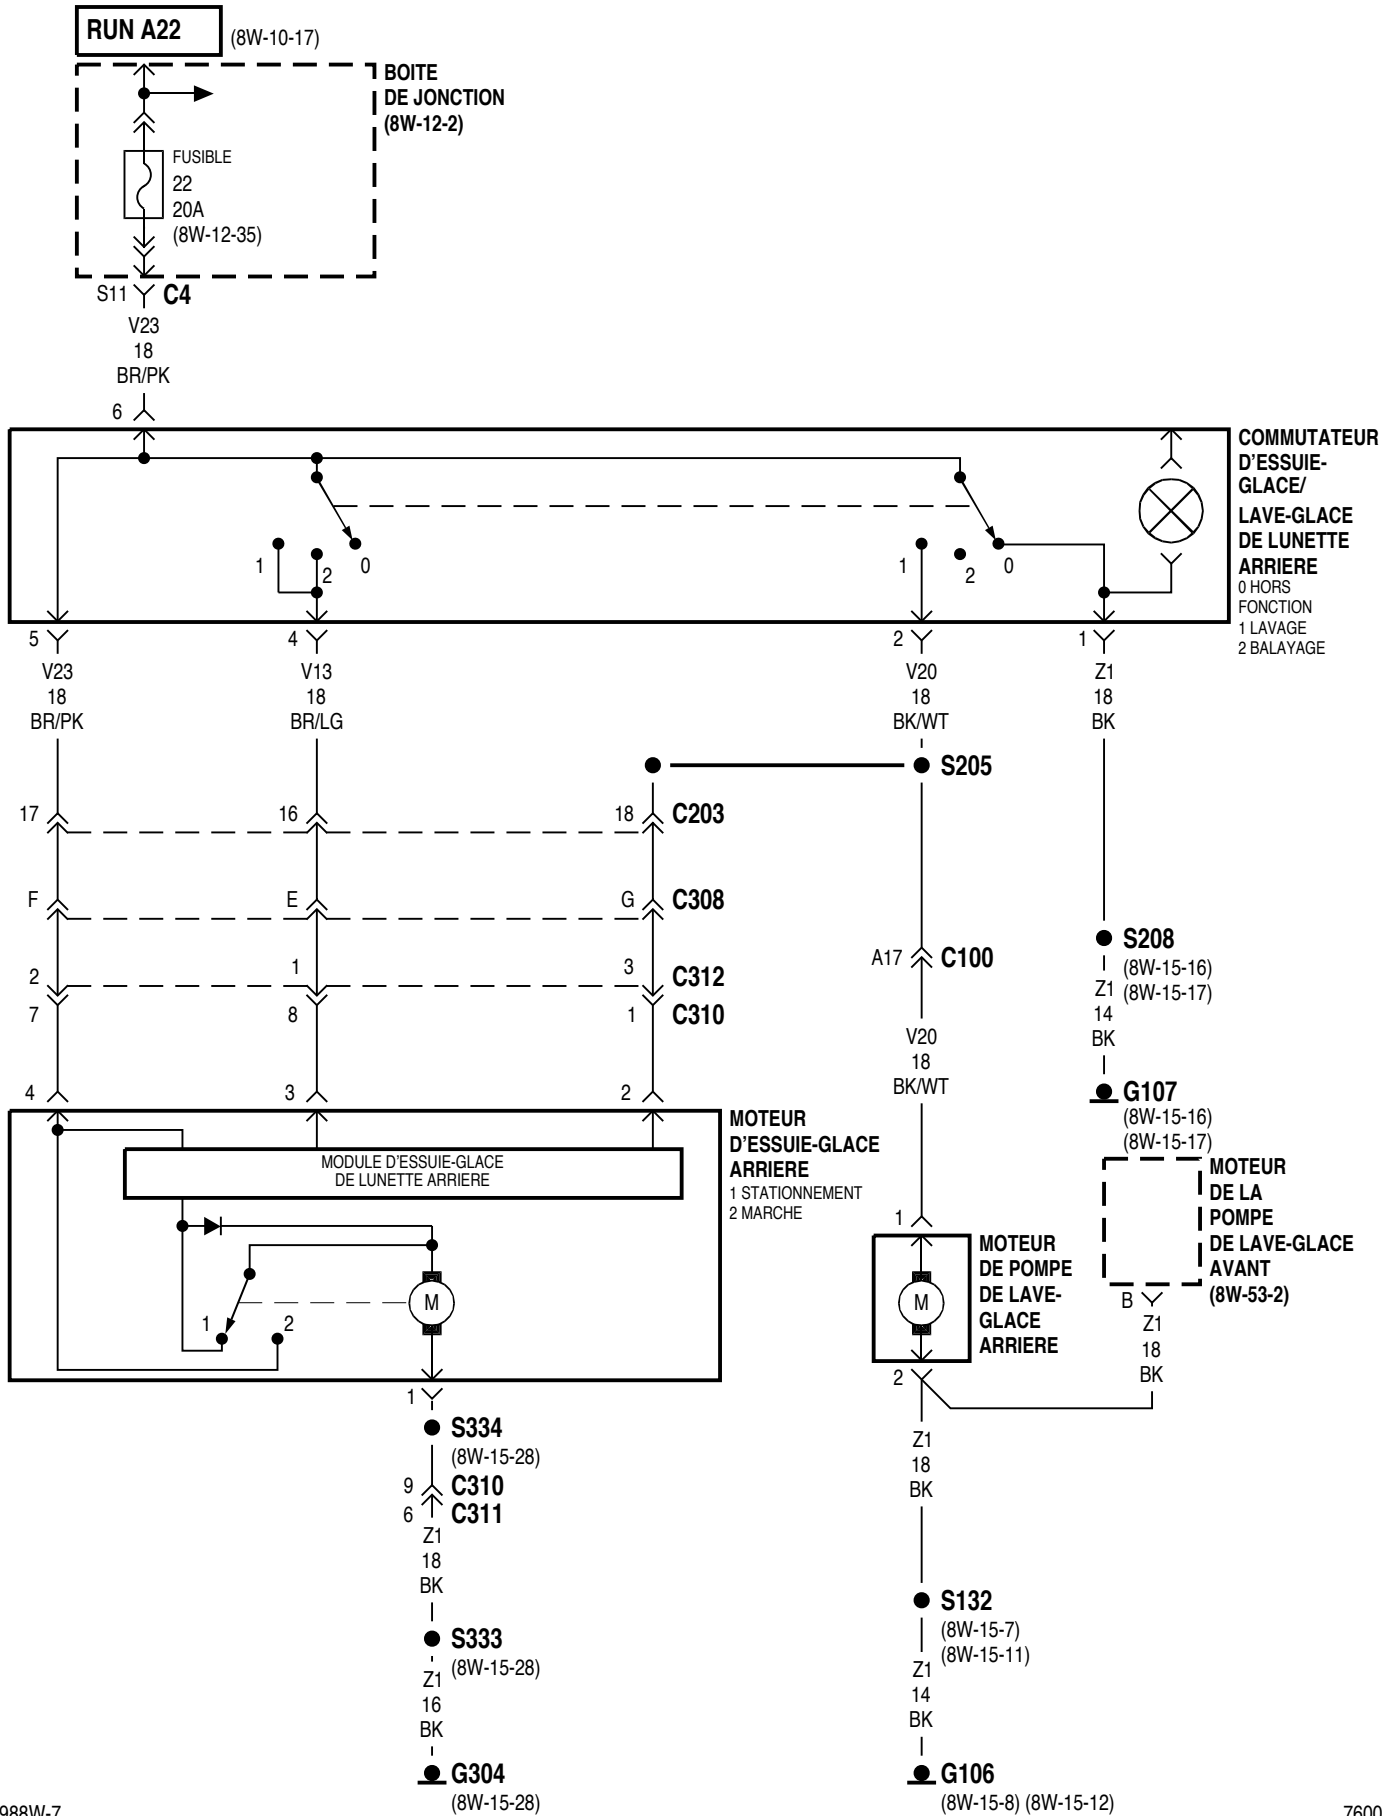 RUN A22
(8W-10-17)
BOITE
DE JONCTION
(8W-12-2)
FUSIBLE
22
20A
(8W-12-35)
S11
C4
V23
18
BR/PK
6
COMMUTATEUR
D'ESSUIE-
GLACE/
LAVE-GLACE
DE LUNETTE
ARRIERE
0 HORS
FONCTION
1 LAVAGE
2 BALAYAGE
1
2
0
1
2
0
5
4
2
1
V23
V13
V20
Z1
18
18
18
18
BR/PK
BR/LG
BK/WT
BK
S205
17
16
18
C203
F
E
G
C308
A17
C100
S208
(8W-15-16)
(8W-15-17)
2
1
3
C312
7
8
1
C310
Z1
14
BK
V20
18
BK/WT
4
3
2
G107
(8W-15-16)
(8W-15-17)
MOTEUR
D'ESSUIE-GLACE
ARRIERE
1 STATIONNEMENT
2 MARCHE
MODULE D'ESSUIE-GLACE
DE LUNETTE ARRIERE
M
1
2
1
MOTEUR
DE POMPE
DE LAVE-
GLACE
ARRIERE
M
MOTEUR
DE LA
POMPE
DE LAVE-GLACE
AVANT
(8W-53-2)
B
Z1
18
BK
2
1
S334
(8W-15-28)
9
C310
6
C311
Z1
18
BK
S333
(8W-15-28)
Z1
16
BK
G304
(8W-15-28)
Z1
18
BK
S132
(8W-15-7)
(8W-15-11)
Z1
14
BK
G106
(8W-15-8) (8W-15-12)
988W-7
7600